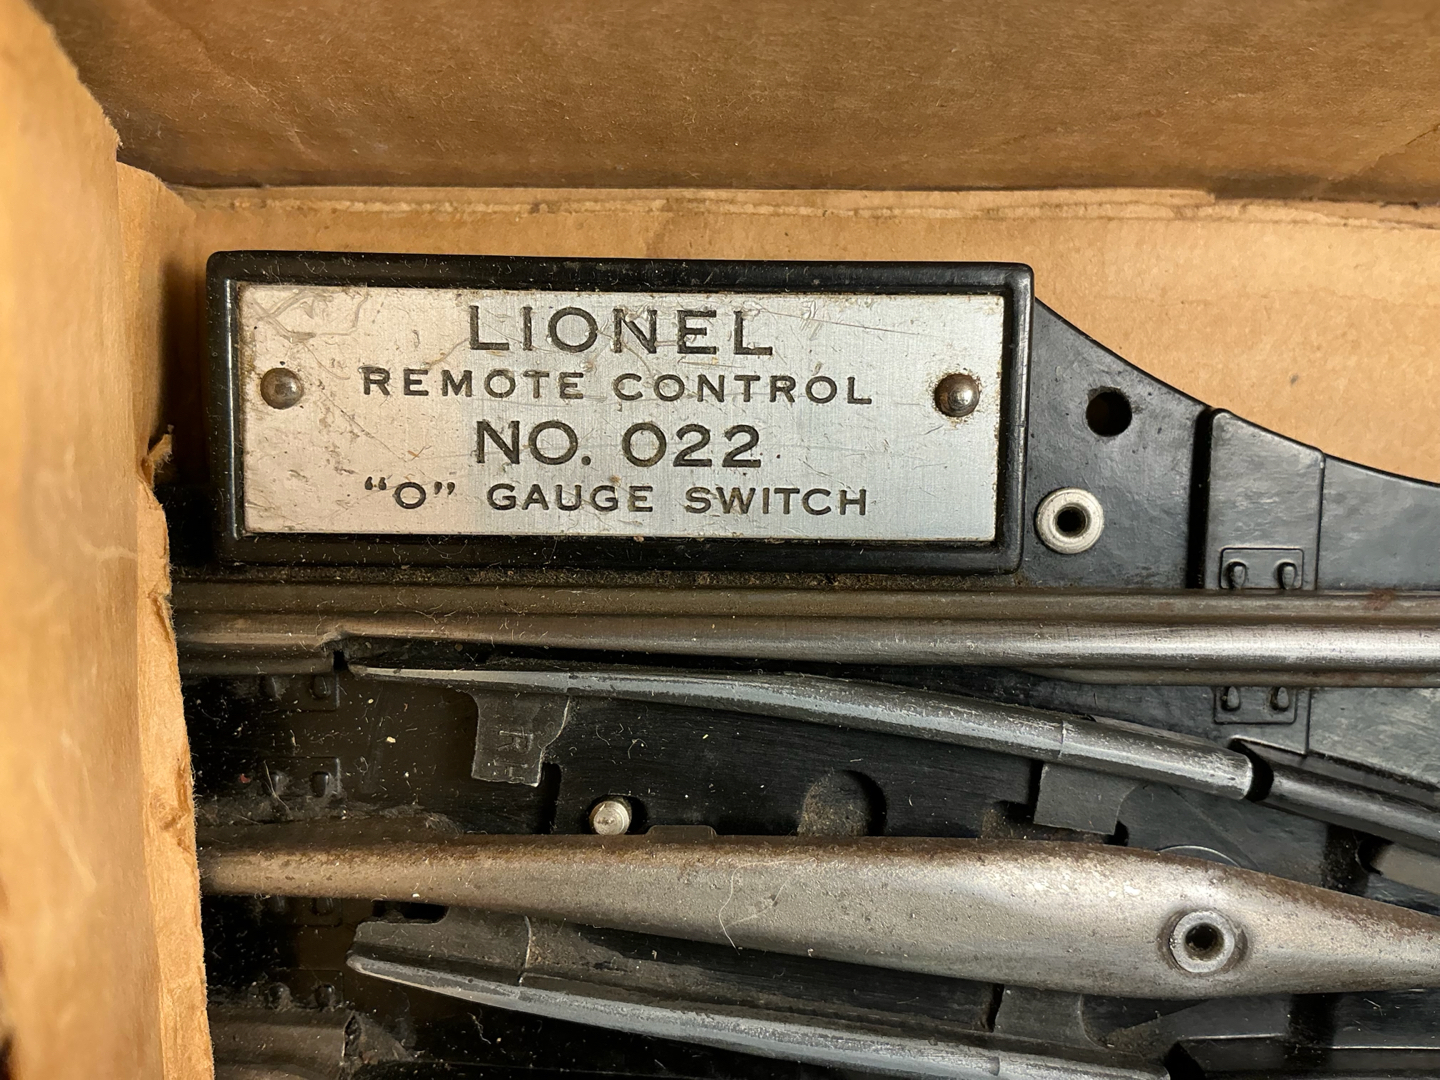 LIONEL
REMOTE CONTROL
NO. 022
“O” GAUGE SWITCH